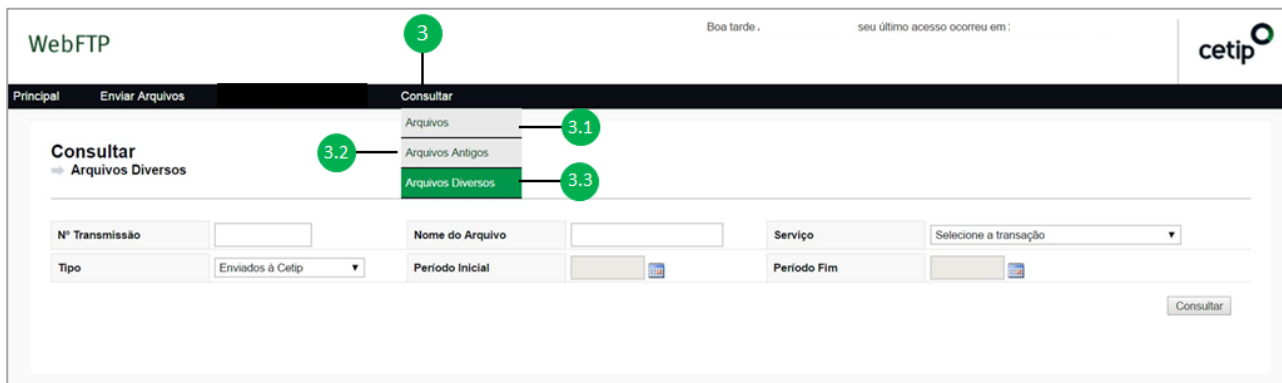 Boa tarde , seu último acesso ocorreu em :
WebFTP
3
cetip
Principal Enviar Arquivos Consultar
Arquivos
3.1
Consultar
3.2
Arquivos Antigos
Arquivos Diversos
Arquivos Diversos
3.3
Nº Transmissão Nome do Arquivo Serviço Selecione a transação
Tipo Enviados à Cetip Período Inicial Período Fim
Consultar